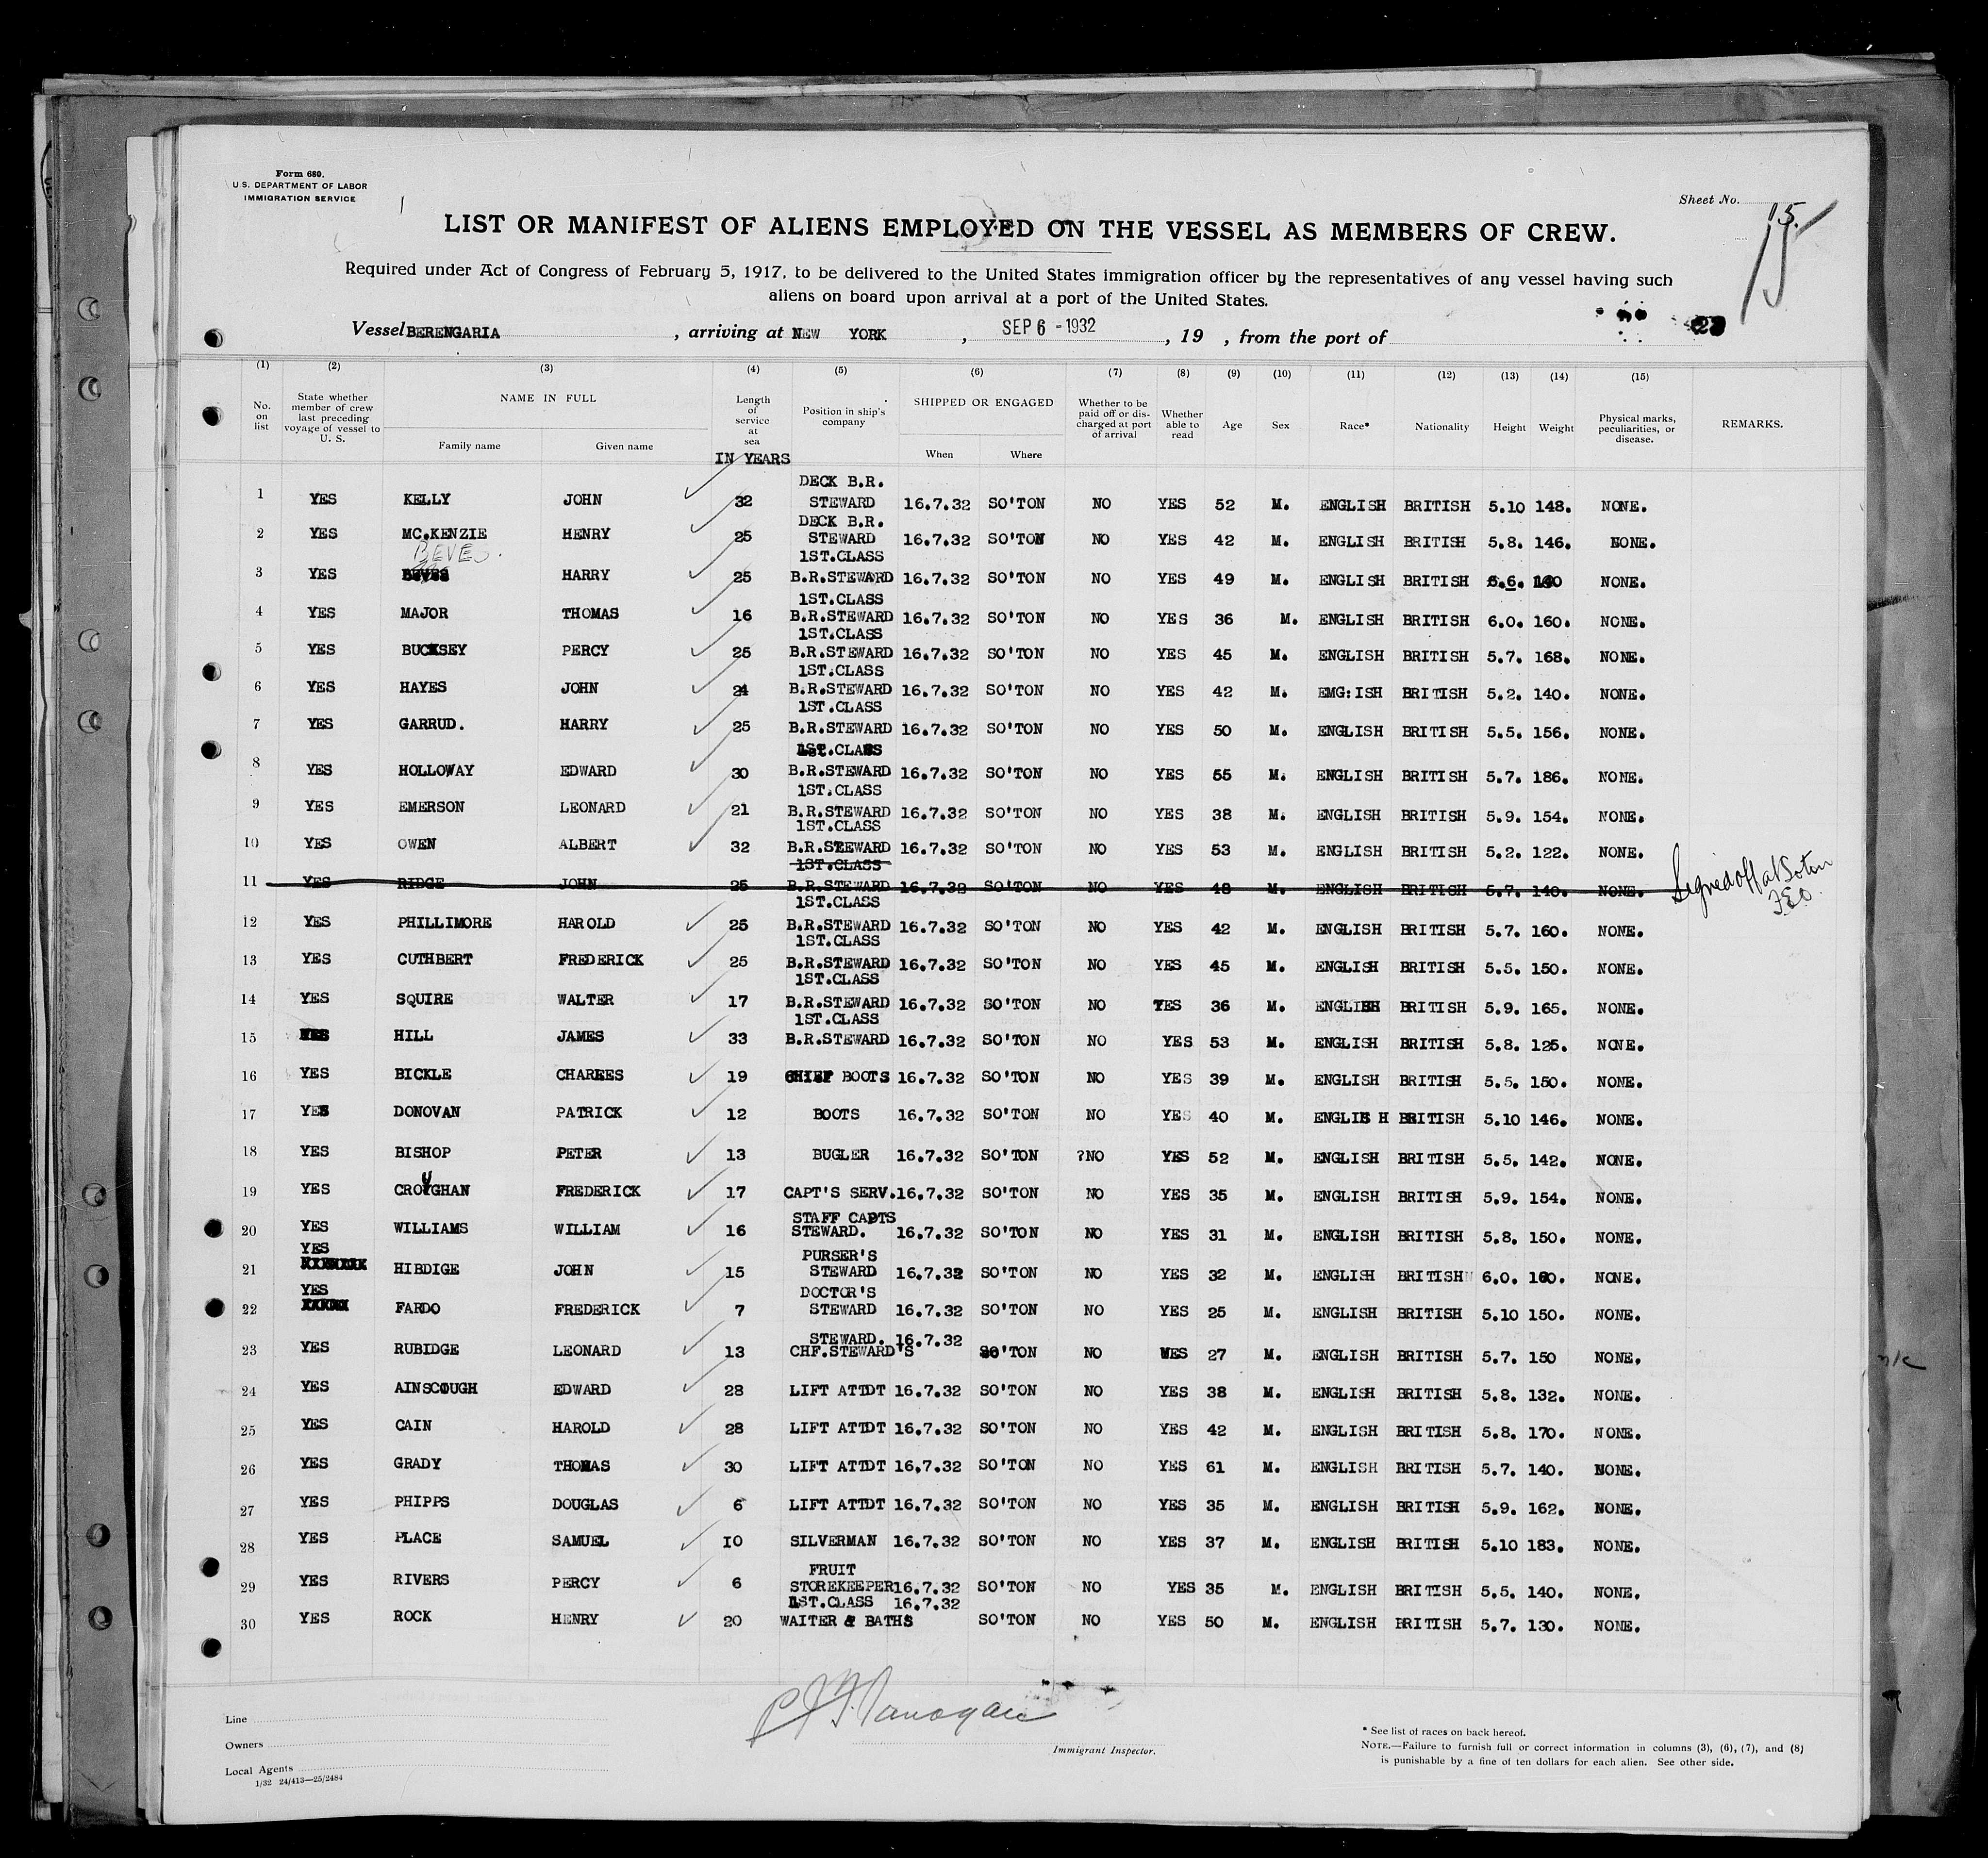 Form 680.
U. S. DEPARTMENT OF LABOR
IMMIGRATION SERVICE
Sheet No.
15.
15
LIST OR MANIFEST OF ALIENS EMPLOYED ON THE VESSEL AS MEMBERS OF CREW.
Required under Act of Congress of February 5, 1917, to be delivered to the United States immigration officer by the representatives of any vessel having such
aliens on board upon arrival at a port of the United States.
Vessel BERENGARIA, arriving at NEW YORK, SEP 6 - 1932, 19 , from the port of
(1) (2) (3) (4) (5) (6) (7) (8) (9) (10) (11) (12) (13) (14) (15)
No. on list State whether member of crew last preceding voyage of vessel to U. S. NAME IN FULL Family name Given name Length of service at sea IN YEARS Position in ship's company SHIPPED OR ENGAGED When Where Whether to be paid off or discharged at port of arrival Whether able to read Age Sex Race* Nationality Height Weight Physical marks, peculiarities, or disease. REMARKS.
1 YES KELLY JOHN 32 DECK B.R. STEWARD 16.7.32 SO'TON NO YES 52 M. ENGLISH BRITISH 5.10 148. NONE.
2 YES MC.KENZIE HENRY 25 DECK B.R. STEWARD 16.7.32 SO'TON NO YES 42 M. ENGLISH BRITISH 5.8. 146. NONE.
BEVES.
3 YES HARRY 25 1ST.CLASS B.R.STEWARD 16.7.32 SO'TON NO YES 49 M. ENGLISH BRITISH NONE.
4 YES MAJOR THOMAS 16 1ST.CLASS B.R.STEWARD 16.7.32 SO'TON NO YES 36 M. ENGLISH BRITISH 6.0. 160. NONE.
5 YES BUCKSEY PERCY 25 1ST.CLASS B.R.STEWARD 16.7.32 SO'TON NO YES 45 M. ENGLISH BRITISH 5.7. 168. NONE.
6 YES HAYES JOHN 24 1ST.CLASS B.R.STEWARD 16.7.32 SO'TON NO YES 42 M. EMG:ISH BRITISH 5.2. 140. NONE.
7 YES GARRUD. HARRY 25 1ST.CLASS B.R.STEWARD 16.7.32 SO'TON NO YES 50 M. ENGLISH BRITISH 5.5. 156. NONE.
8 YES HOLLOWAY EDWARD 30 1ST.CLASS B.R.STEWARD 16.7.32 SO'TON NO YES 55 M. ENGLISH BRITISH 5.7. 186. NONE.
9 YES EMERSON LEONARD 21 1ST.CLASS B.R.STEWARD 16.7.32 SO'TON NO YES 38 M. ENGLISH BRITISH 5.9. 154. NONE.
10 YES OWEN ALBERT 32 1ST.CLASS B.R.STEWARD 16.7.32 SO'TON NO YES 53 M. ENGLISH BRITISH 5.2. 122. NONE.
11 YES RIDGE JOHN 25 1ST.CLASS B.R.STEWARD 16.7.32 SO'TON NO YES 48 M. ENGLISH BRITISH 5.7. 140. NONE. Signed off at Soton
12 YES PHILLIMORE HAROLD 25 1ST.CLASS B.R.STEWARD 16.7.32 SO'TON NO YES 42 M. ENGLISH BRITISH 5.7. 160. NONE.
13 YES CUTHBERT FREDERICK 25 1ST.CLASS B.R.STEWARD 16.7.32 SO'TON NO YES 45 M. ENGLISH BRITISH 5.5. 150. NONE.
14 YES SQUIRE WALTER 17 1ST.CLASS B.R.STEWARD 16.7.32 SO'TON NO YES 36 M. ENGLISH BRITISH 5.9. 165. NONE.
15 YES HILL JAMES 33 1ST.CLASS B.R.STEWARD 16.7.32 SO'TON NO YES 53 M. ENGLISH BRITISH 5.8. 125. NONE.
16 YES BICKLE CHARLES 19 CHIEF BOOTS 16.7.32 SO'TON NO YES 39 M. ENGLISH BRITISH 5.5. 150. NONE.
17 YES DONOVAN PATRICK 12 BOOTS 16.7.32 SO'TON NO YES 40 M. ENGLIS H BRITISH 5.10 146. NONE.
18 YES BISHOP PETER 13 BUGLER 16.7.32 SO'TON ?NO YES 52 M. ENGLISH BRITISH 5.5. 142. NONE.
19 YES CROYGHAN FREDERICK 17 CAPT'S SERV. 16.7.32 SO'TON NO YES 35 M. ENGLISH BRITISH 5.9. 154. NONE.
20 YES WILLIAMS WILLIAM 16 STAFF CAPTS STEWARD. 16.7.32 SO'TON NO YES 31 M. ENGLISH BRITISH 5.8. 150. NONE.
21 YES HIBDIGE JOHN 15 PURSER'S STEWARD 16.7.32 SO'TON NO YES 32 M. ENGLISH BRITISH 6.0. 160. NONE.
22 YES FARDO FREDERICK 7 DOCTOR'S STEWARD 16.7.32 SO'TON NO YES 25 M. ENGLISH BRITISH 5.10 150. NONE.
23 YES RUBIDGE LEONARD 13 STEWARD. CHF.STEWARD'S 16.7.32 SO'TON NO YES 27 M. ENGLISH BRITISH 5.7. 150 NONE.
24 YES AINSCOUGH EDWARD 28 LIFT ATTDT 16.7.32 SO'TON NO YES 38 M. ENGLISH BRITISH 5.8. 132. NONE.
25 YES CAIN HAROLD 28 LIFT ATTDT 16.7.32 SO'TON NO YES 42 M. ENGLISH BRITISH 5.8. 170. NONE.
26 YES GRADY THOMAS 30 LIFT ATTDT 16.7.32 SO'TON NO YES 61 M. ENGLISH BRITISH 5.7. 140. NONE.
27 YES PHIPPS DOUGLAS 6 LIFT ATTDT 16.7.32 SO'TON NO YES 35 M. ENGLISH BRITISH 5.9. 162. NONE.
28 YES PLACE SAMUEL 10 SILVERMAN 16.7.32 SO'TON NO YES 37 M. ENGLISH BRITISH 5.10 183. NONE.
29 YES RIVERS PERCY 6 FRUIT STOREKEEPER 16.7.32 SO'TON NO YES 35 M. ENGLISH BRITISH 5.5. 140. NONE.
30 YES ROCK HENRY 20 1ST.CLASS WAITER & BATHS 16.7.32 SO'TON NO YES 50 M. ENGLISH BRITISH 5.7. 130. NONE.
Line
Owners
Local Agents
1/32 24/413—25/2484
Immigrant Inspector.
* See list of races on back hereof.
NOTE.—Failure to furnish full or correct information in columns (3), (6), (7), and (8)
is punishable by a fine of ten dollars for each alien. See other side.